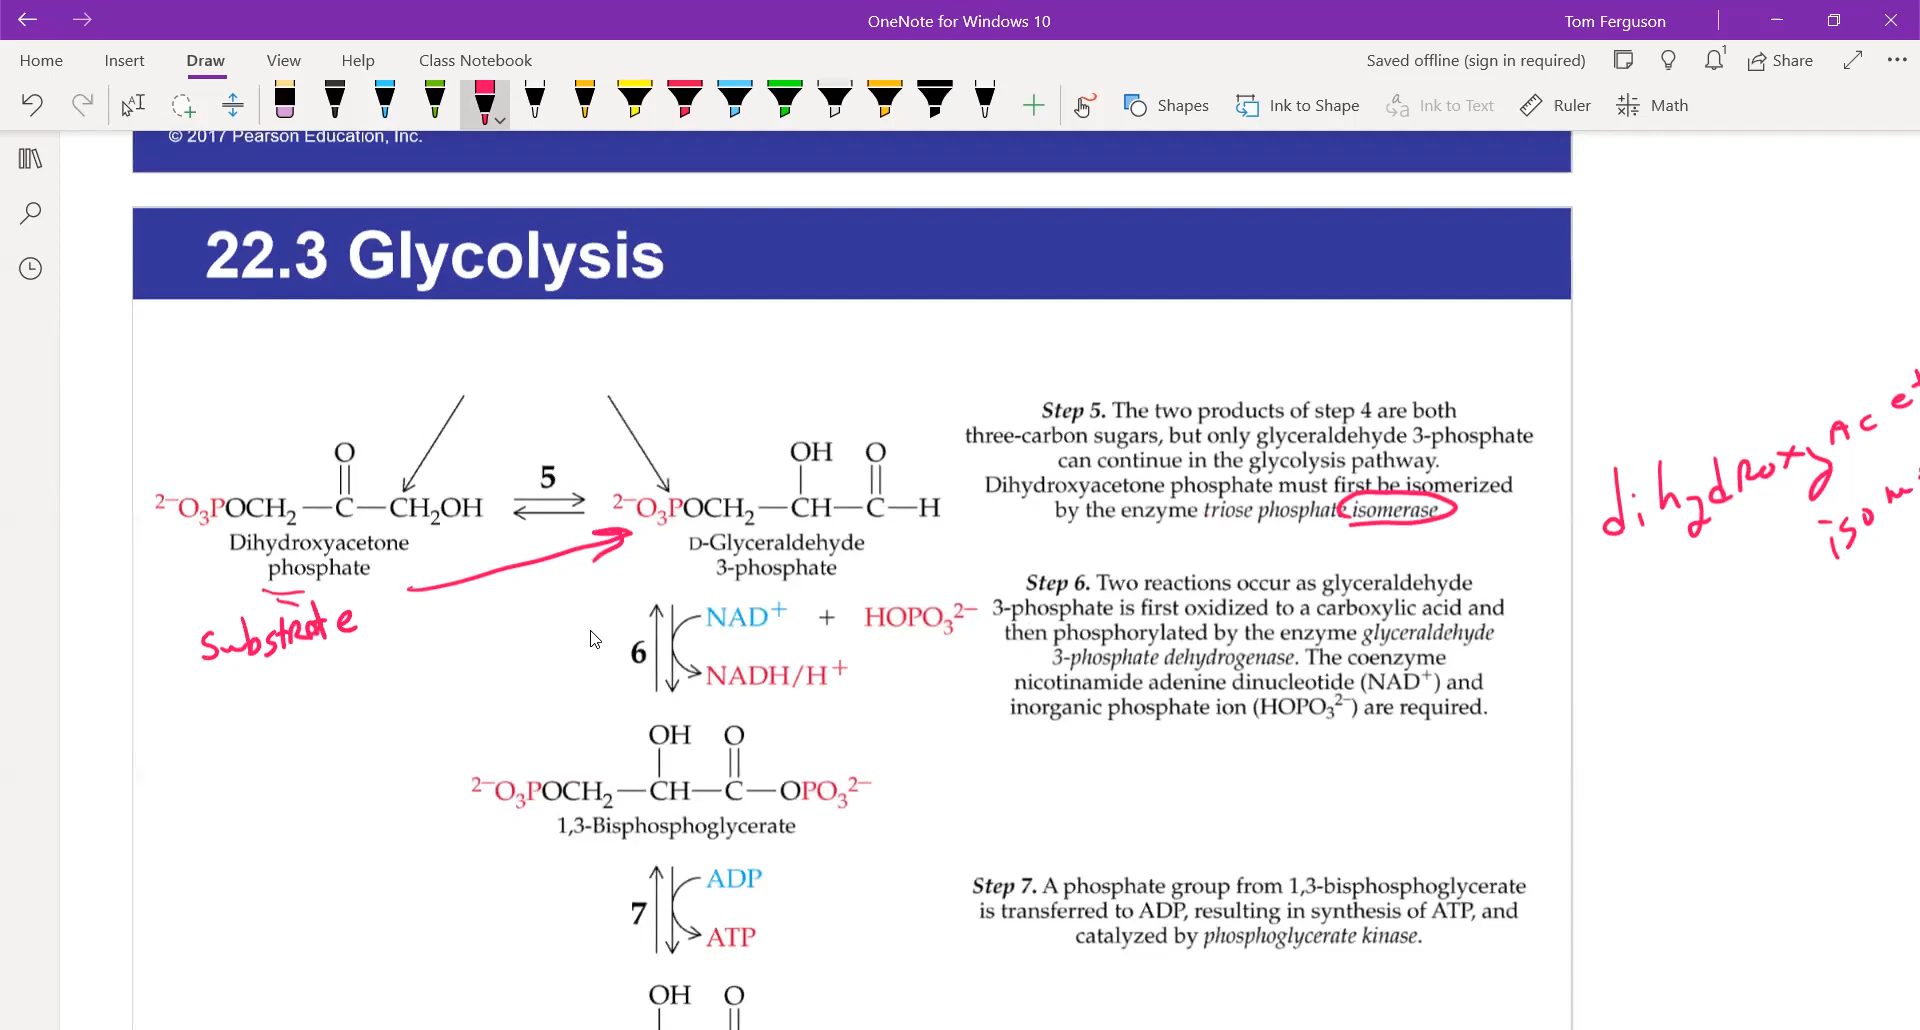 OneNote for Windows 10
Tom Ferguson
Home Insert Draw View Help Class Notebook
Saved offline (sign in required) 1 Share
Shapes Ink to Shape Ink to Text Ruler Math
© 2017 Pearson Education, Inc.
22.3 Glycolysis
O
²⁻O₃POCH₂—C—CH₂OH
Dihydroxyacetone
phosphate
substrate
5
OH O
²⁻O₃POCH₂—CH—C—H
D-Glyceraldehyde
3-phosphate
Step 5. The two products of step 4 are both
three-carbon sugars, but only glyceraldehyde 3-phosphate
can continue in the glycolysis pathway.
Dihydroxyacetone phosphate must first be isomerized
by the enzyme triose phosphate isomerase
dihydroxy Ac
iso
6
NAD⁺ + HOPO₃²⁻
NADH/H⁺
Step 6. Two reactions occur as glyceraldehyde
3-phosphate is first oxidized to a carboxylic acid and
then phosphorylated by the enzyme glyceraldehyde
3-phosphate dehydrogenase. The coenzyme
nicotinamide adenine dinucleotide (NAD⁺) and
inorganic phosphate ion (HOPO₃²⁻) are required.
OH O
²⁻O₃POCH₂—CH—C—OPO₃²⁻
1,3-Bisphosphoglycerate
7
ADP
ATP
Step 7. A phosphate group from 1,3-bisphosphoglycerate
is transferred to ADP, resulting in synthesis of ATP, and
catalyzed by phosphoglycerate kinase.
OH O